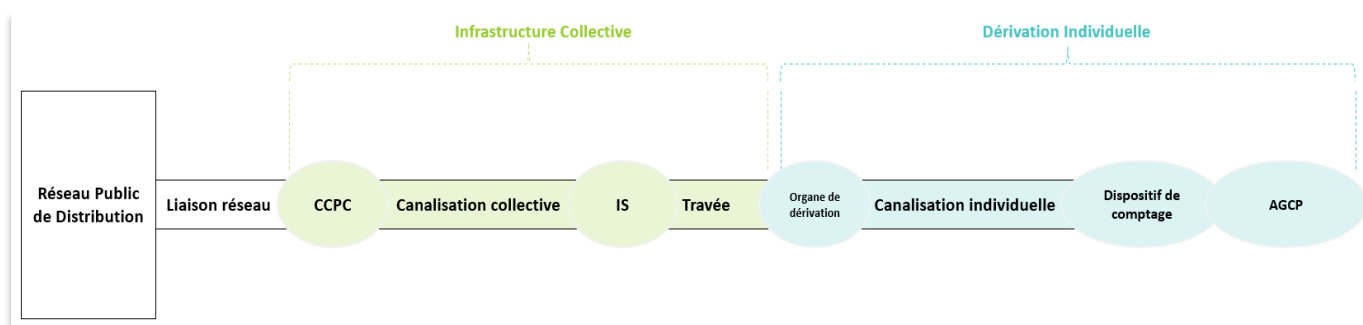 Infrastructure Collective
Dérivation Individuelle
Réseau Public
de Distribution
Liaison réseau
CCPC
Canalisation collective
IS
Travée
Organe de
dérivation
Canalisation individuelle
Dispositif de
comptage
AGCP